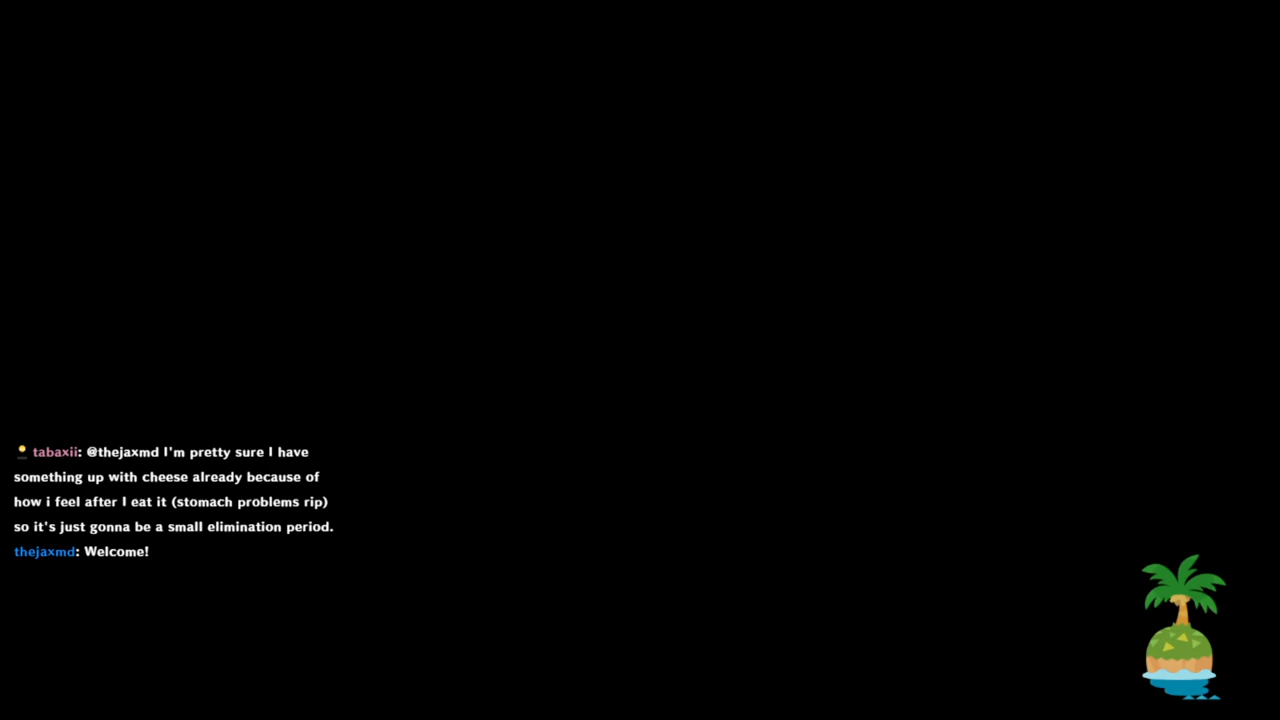 tabaxii: @thejaxmd I'm pretty sure I have
something up with cheese already because of
how i feel after I eat it (stomach problems rip)
so it's just gonna be a small elimination period.
thejaxmd: Welcome!